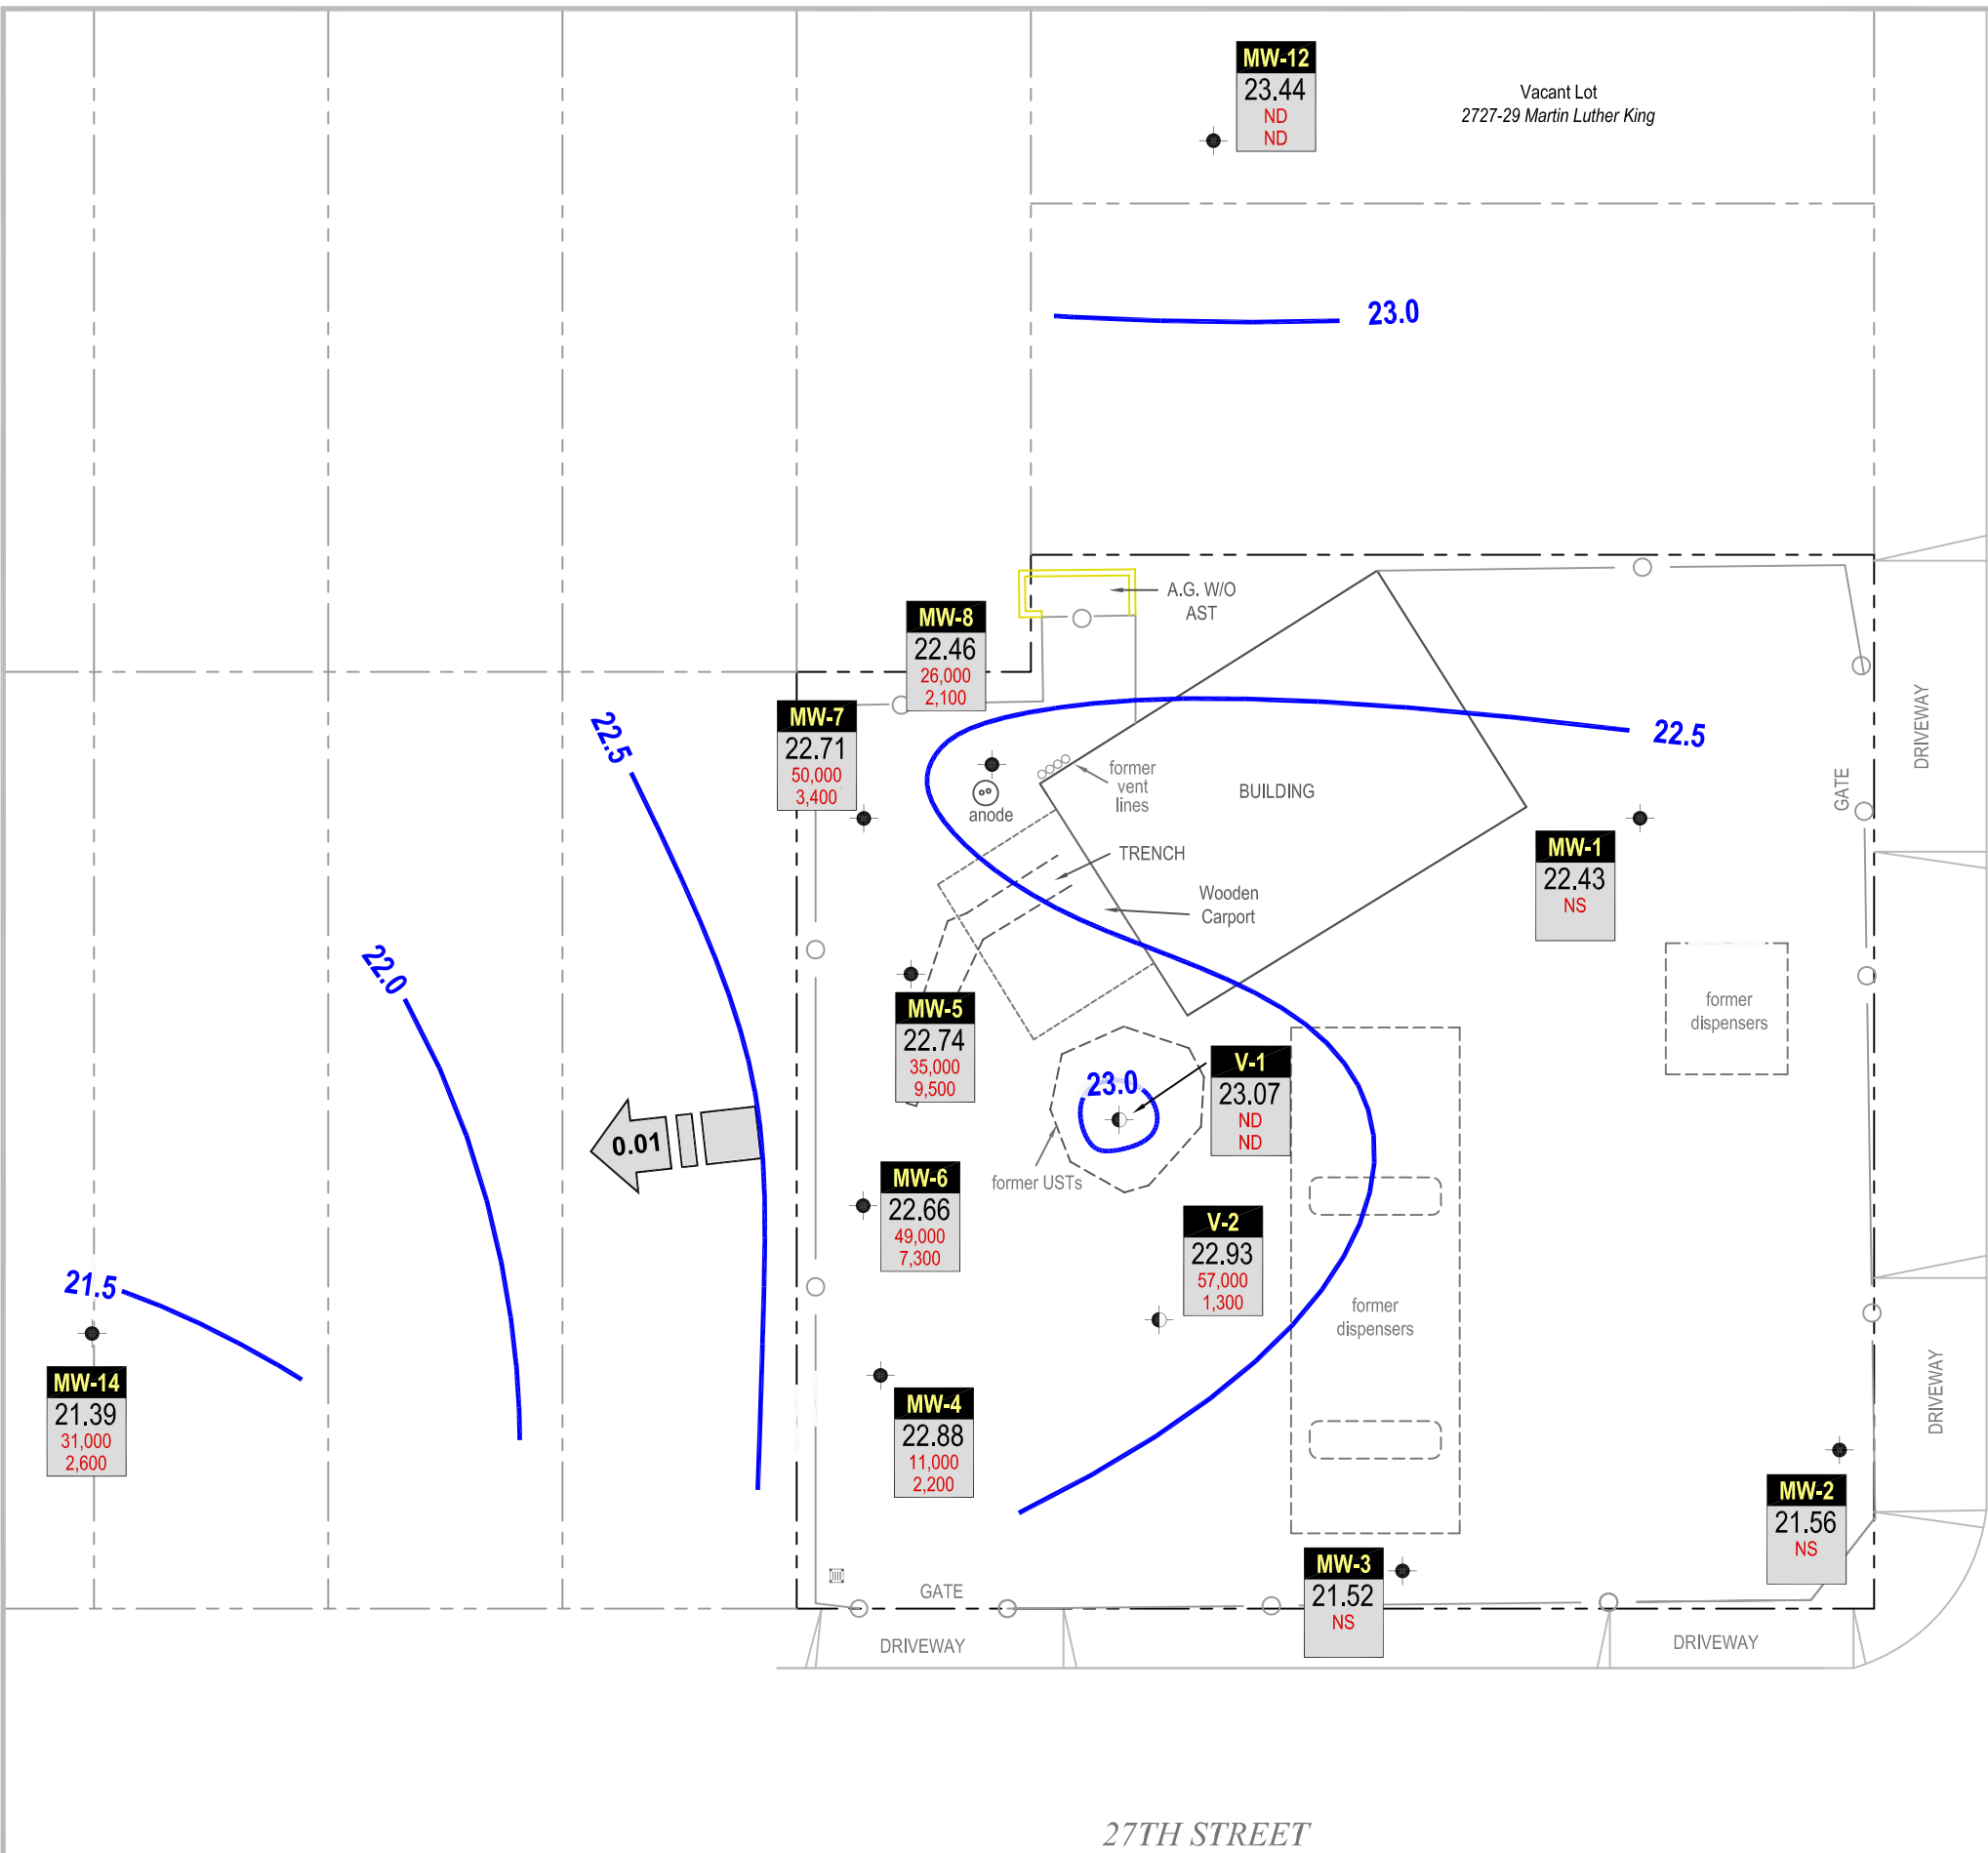 MW-12
23.44
ND
ND
Vacant Lot
2727-29 Martin Luther King
23.0
A.G. W/O
AST
MW-8
22.46
26,000
2,100
MW-7
22.71
50,000
3,400
22.5
22.5
former
vent
lines
anode
BUILDING
DRIVEWAY
GATE
TRENCH
Wooden
Carport
MW-1
22.43
NS
22.0
MW-5
22.74
35,000
9,500
former
dispensers
23.0
V-1
23.07
ND
ND
0.01
former USTs
MW-6
22.66
49,000
7,300
V-2
22.93
57,000
1,300
21.5
former
dispensers
MW-14
21.39
31,000
2,600
MW-4
22.88
11,000
2,200
DRIVEWAY
MW-2
21.56
NS
MW-3
21.52
NS
GATE
DRIVEWAY
DRIVEWAY
27TH STREET